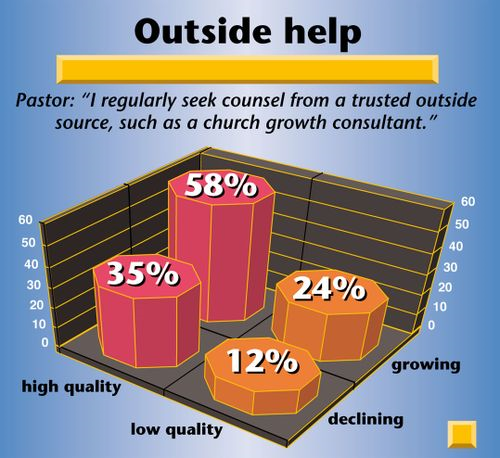 Outside help
Pastor: “I regularly seek counsel from a trusted outside
source, such as a church growth consultant.”
58%
35%
24%
12%
60
50
40
30
20
10
0
60
50
40
30
20
10
0
high quality
low quality
declining
growing